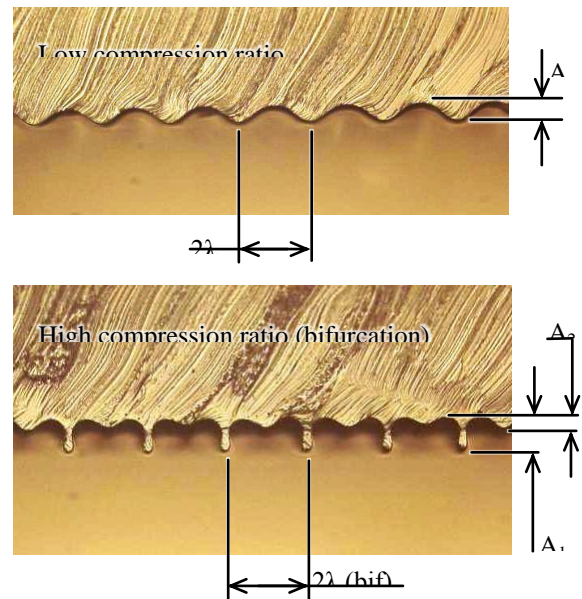 Low compression ratio
A
2λ
High compression ratio (bifurcation)
A₂
2λ (bif)
A₁